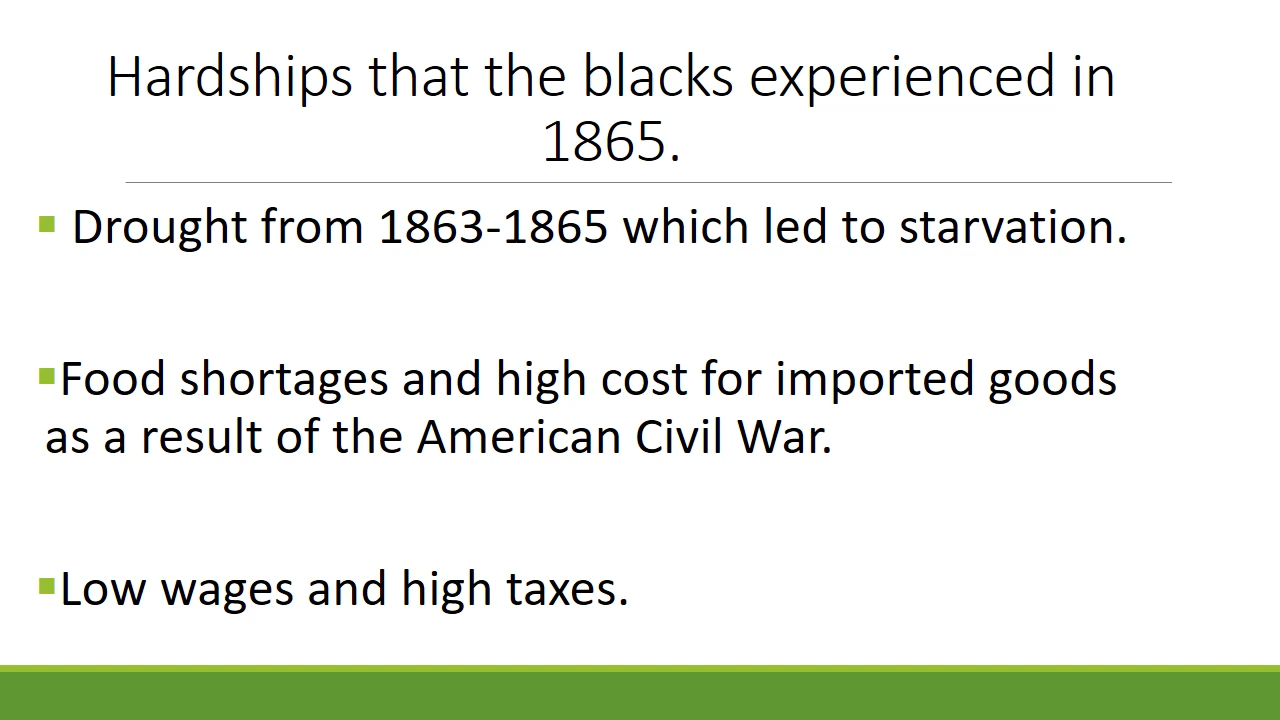 Hardships that the blacks experienced in
1865.
▪ Drought from 1863-1865 which led to starvation.
▪Food shortages and high cost for imported goods
as a result of the American Civil War.
▪Low wages and high taxes.